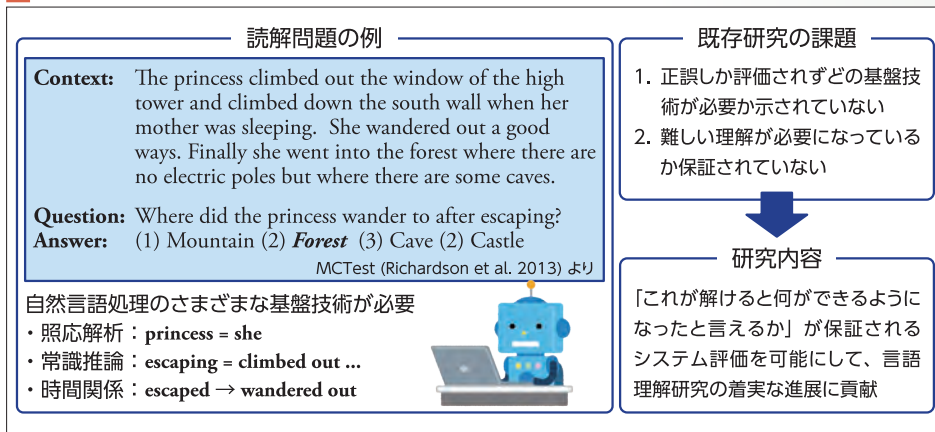 読解問題の例
Context: The princess climbed out the window of the high
tower and climbed down the south wall when her
mother was sleeping. She wandered out a good
ways. Finally she went into the forest where there are
no electric poles but where there are some caves.
Question: Where did the princess wander to after escaping?
Answer: (1) Mountain (2) Forest (3) Cave (2) Castle
MCTest (Richardson et al. 2013) より
自然言語処理のさまざまな基盤技術が必要
・照応解析：princess = she
・常識推論：escaping = climbed out ...
・時間関係：escaped → wandered out
既存研究の課題
1. 正誤しか評価されずどの基盤技
術が必要か示されていない
2. 難しい理解が必要になっている
か保証されていない
研究内容
「これが解けると何ができるように
なったと言えるか」が保証される
システム評価を可能にして、言語
理解研究の着実な進展に貢献